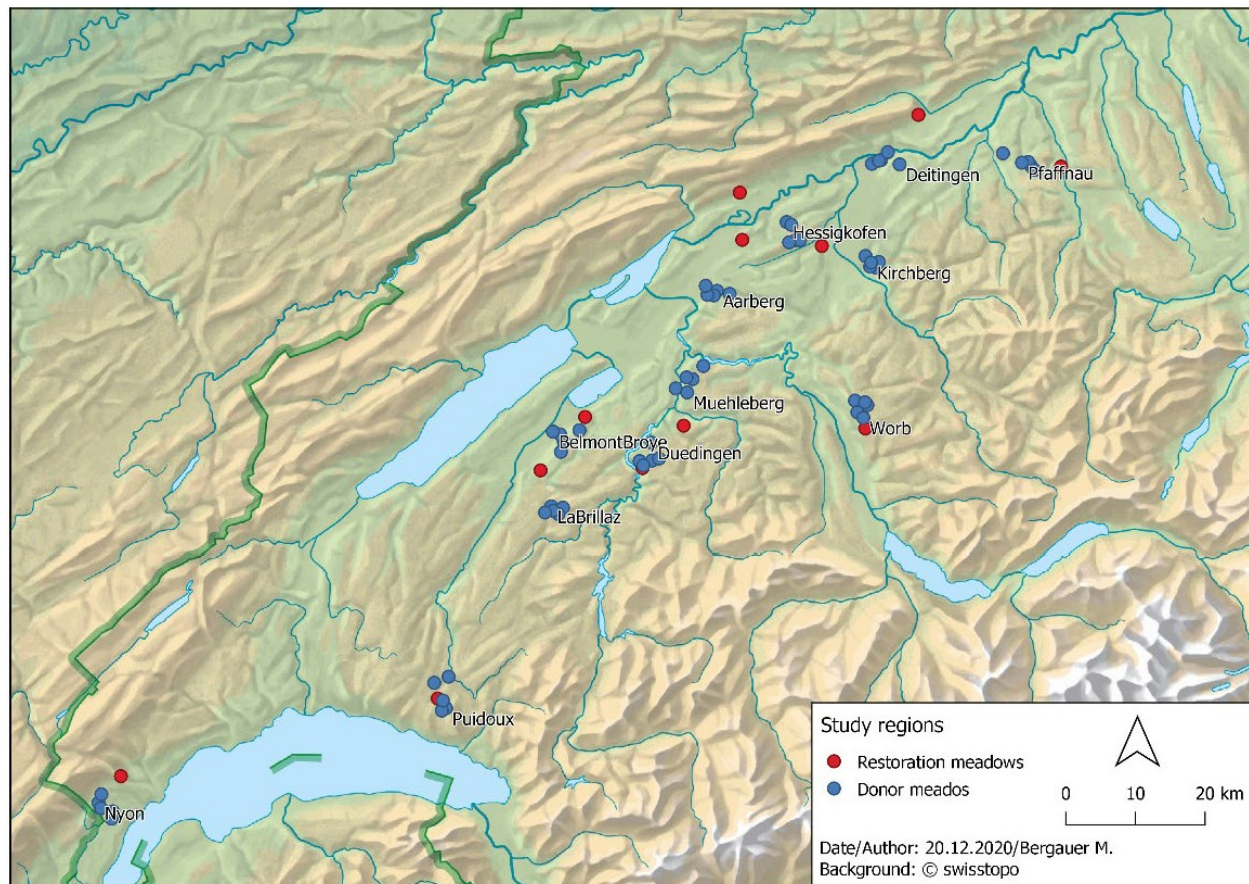 Deitingen
Pfaffnau
Hessigkofen
Kirchberg
Aarberg
Muehleberg
Worb
BelmontBroye
Duedingen
LaBrillaz
Puidoux
Nyon
Study regions
Restoration meadows
Donor meados
0 10 20 km
Date/Author: 20.12.2020/Bergauer M.
Background: © swisstopo